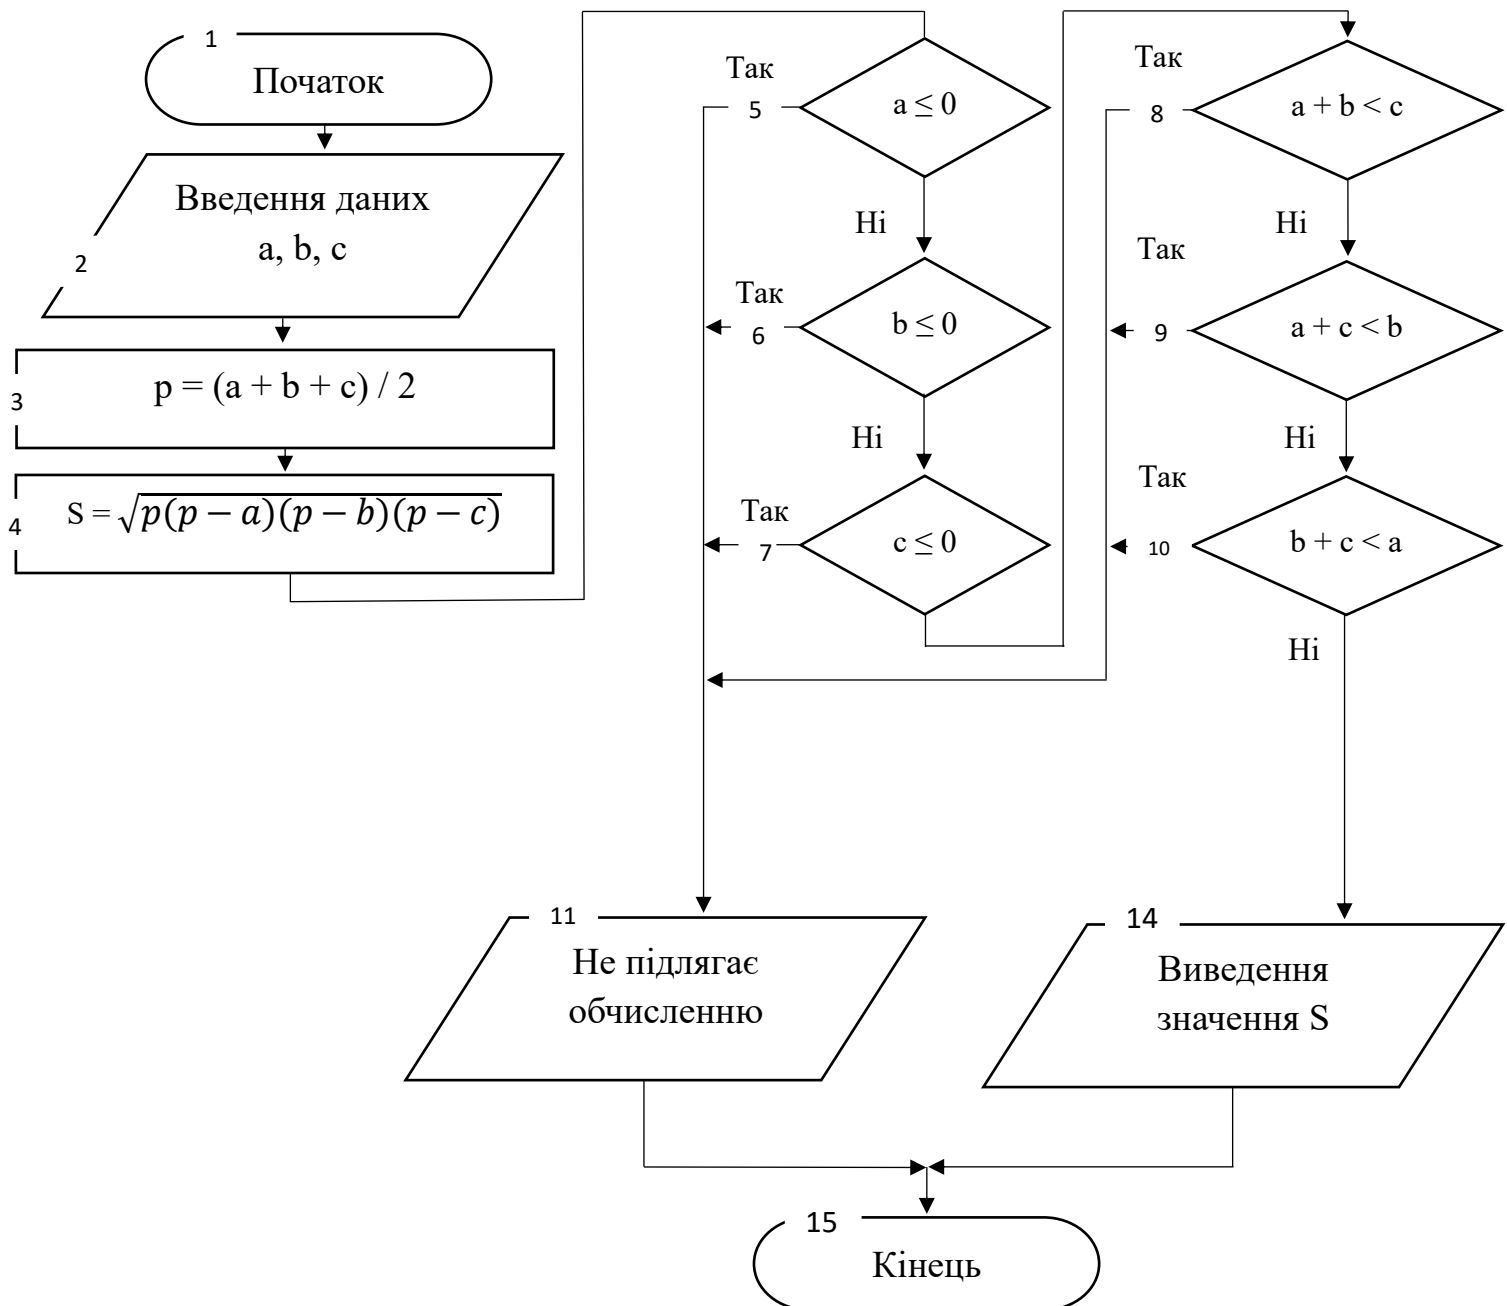 1
Початок
2
Введення даних
a, b, c
3
p = (a + b + c) / 2
4
S = √p(p − a)(p − b)(p − c)
Так
5
a ≤ 0
Ні
Так
6
b ≤ 0
Ні
Так
7
c ≤ 0
Так
8
a + b < c
Ні
Так
9
a + c < b
Ні
Так
10
b + c < a
Ні
11
Не підлягає
обчисленню
14
Виведення
значення S
15
Кінець